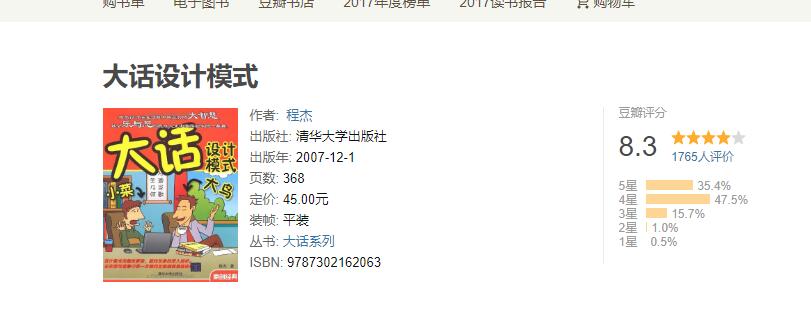 购书单 电子图书 豆瓣书店 2017年度榜单 2017读书报告 购物车
大话设计模式
大话
设计
模式
小菜
大鸟
作者: 程杰
出版社: 清华大学出版社
出版年: 2007-12-1
页数: 368
定价: 45.00元
装帧: 平装
丛书: 大话系列
ISBN: 9787302162063
豆瓣评分
8.3
1765人评价
5星 35.4%
4星 47.5%
3星 15.7%
2星 1.0%
1星 0.5%